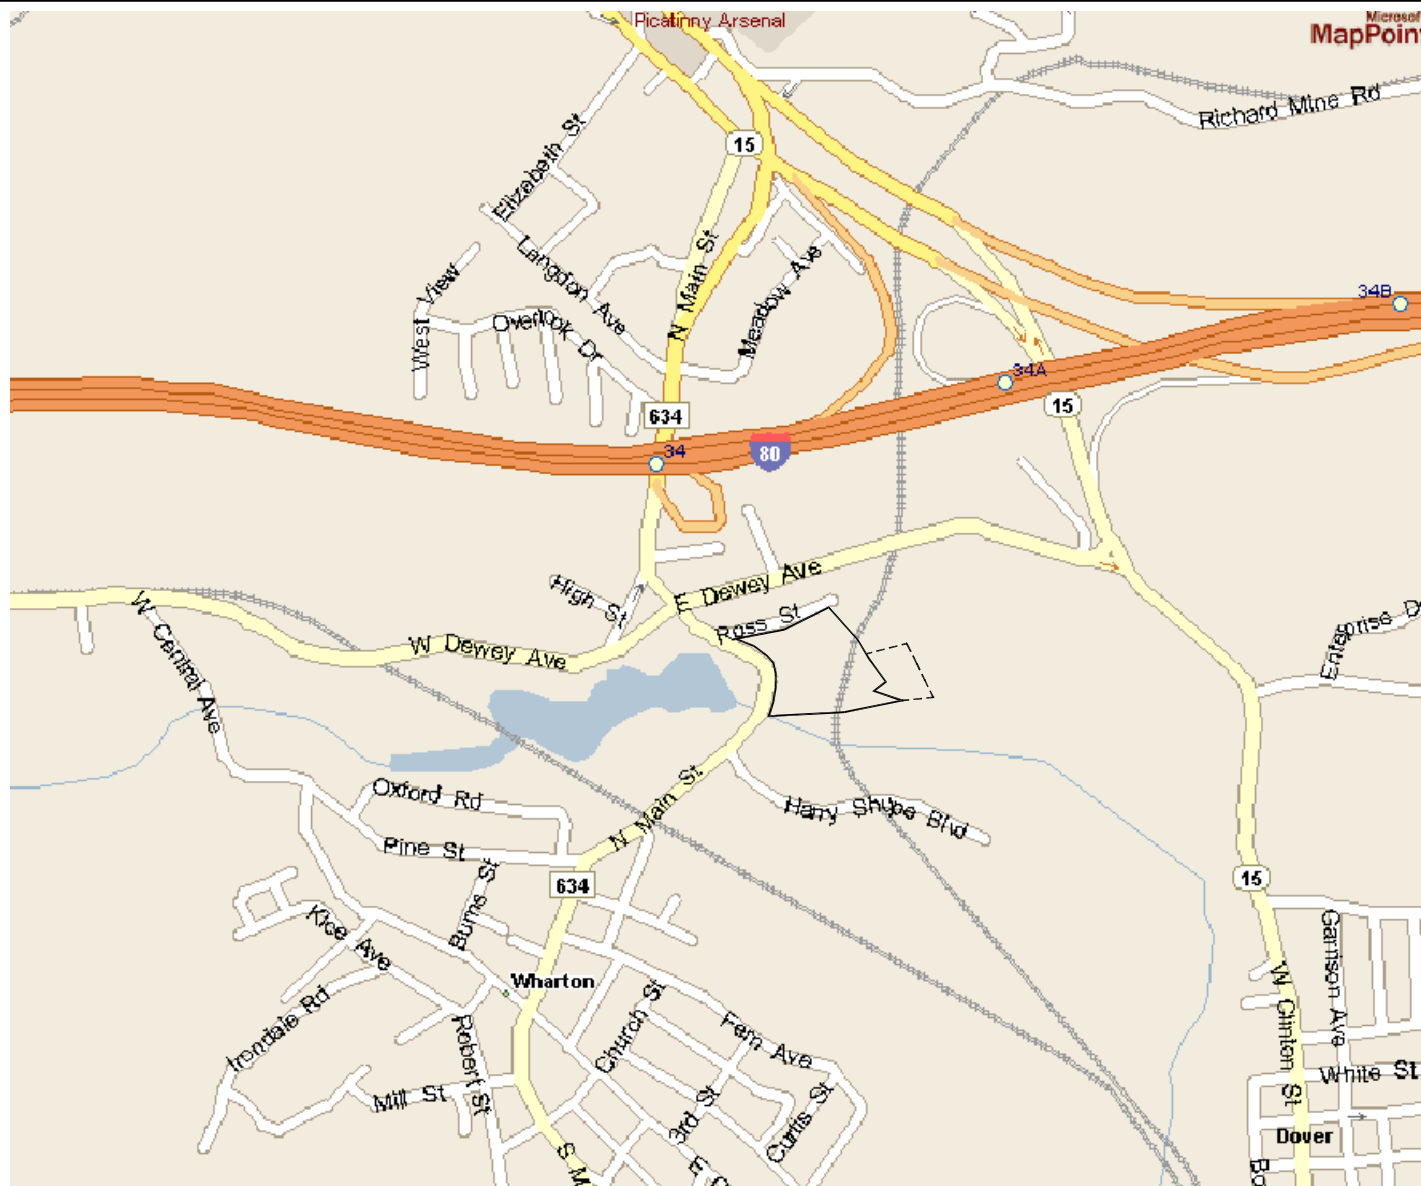 Picatinny Arsenal
Microsof
MapPoin
Richard Mine Rd
15
Elizabeth St
Langdon Ave
N Main St
Meadow Ave
West View
Overlook Dr
34B
34A
15
634
34
80
E Dewey Ave
High St
Ross St
W Dewey Ave
W Central Ave
Enterprise D
Oxford Rd
N Main St
Harry Shupe Blvd
Pine St
Burns St
634
15
Kice Ave
Garrison Ave
Wharton
W Clinton St
Church St
Fern Ave
Irondale Rd
Robert St
White St
Mill St
3rd St
Curtis St
Dover
S M
Bo